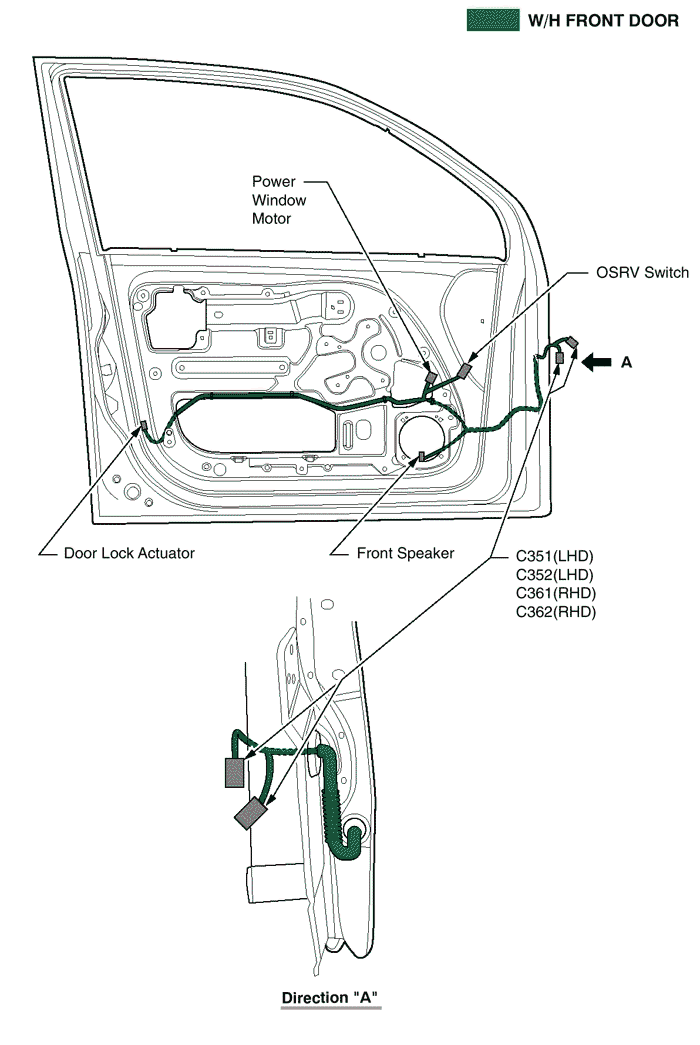 W/H FRONT DOOR
Power
Window
Motor
OSRV Switch
A
Door Lock Actuator
Front Speaker
C351(LHD)
C352(LHD)
C361(RHD)
C362(RHD)
Direction "A"